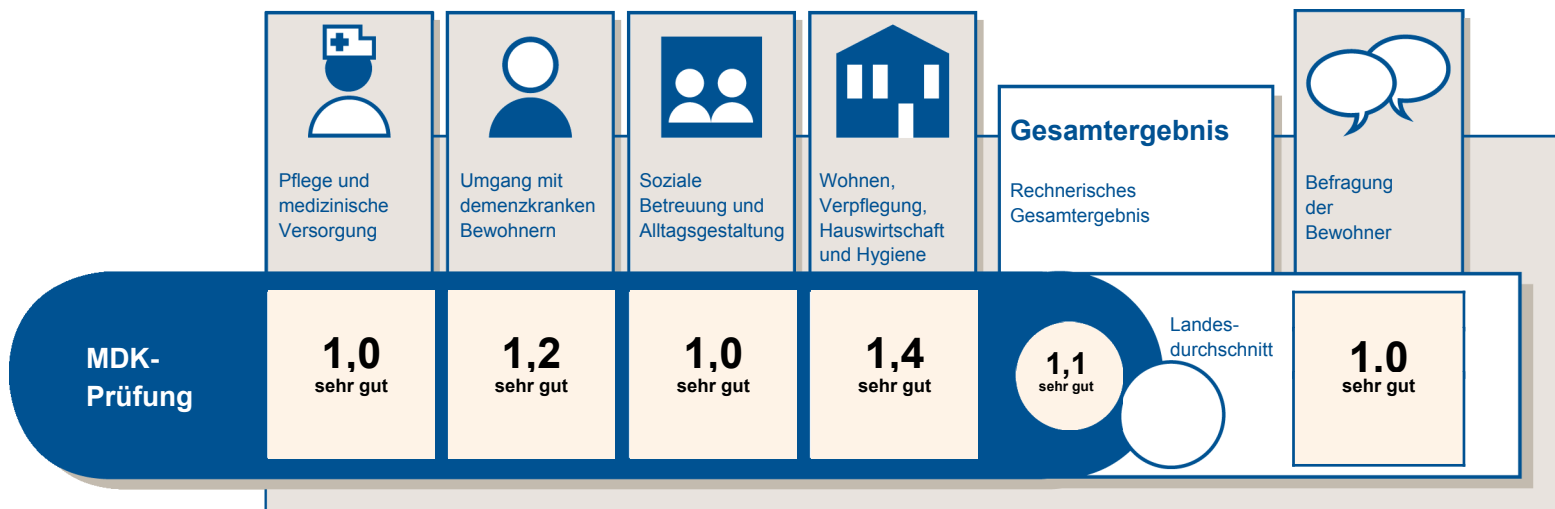 Pflege und
medizinische
Versorgung
Umgang mit
demenzkranken
Bewohnern
Soziale
Betreuung und
Alltagsgestaltung
Wohnen,
Verpflegung,
Hauswirtschaft
und Hygiene
Gesamtergebnis
Rechnerisches
Gesamtergebnis
Befragung
der
Bewohner
MDK-
Prüfung
1,0
sehr gut
1,2
sehr gut
1,0
sehr gut
1,4
sehr gut
1,1
sehr gut
Landes-
durchschnitt
1.0
sehr gut